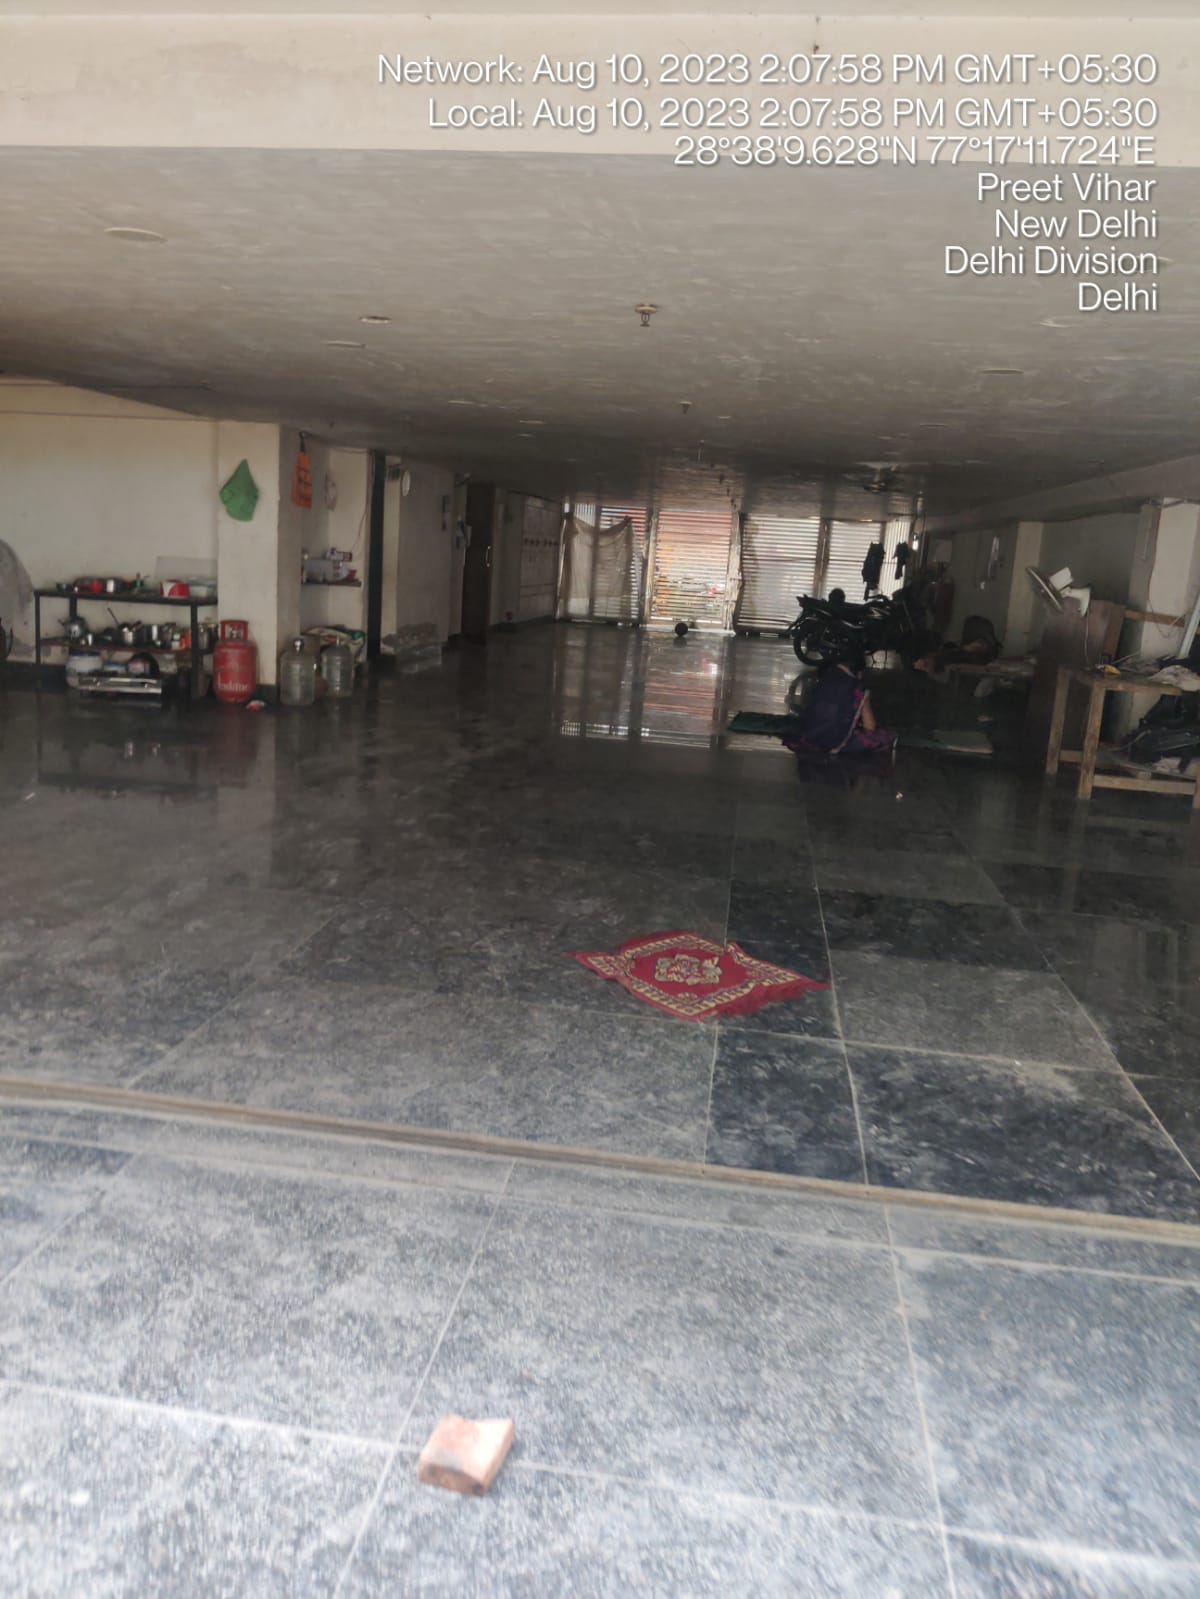 Network: Aug 10, 2023 2:07:58 PM GMT+05:30
Local: Aug 10, 2023 2:07:58 PM GMT+05:30
28°38'9.628"N 77°17'11.724"E
Preet Vihar
New Delhi
Delhi Division
Delhi